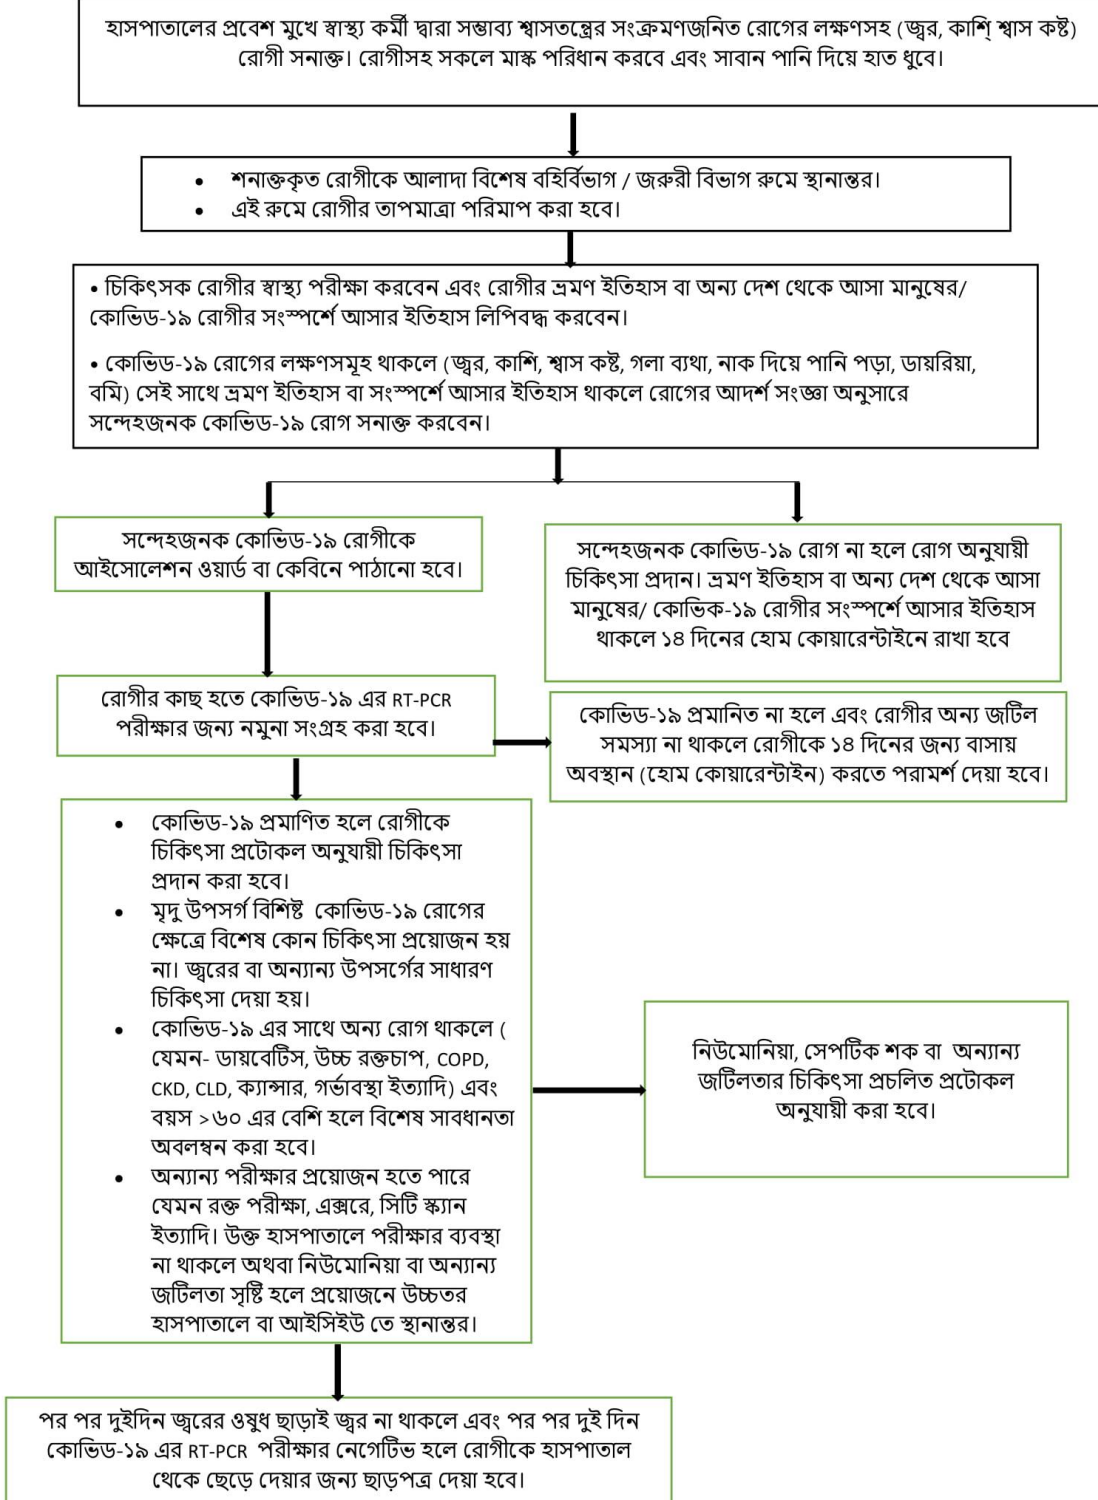 হাসপাতালের প্রবেশ মুখে স্বাস্থ্য কর্মী দ্বারা সম্ভাব্য শ্বাসতন্ত্রের সংক্রমণজনিত রোগের লক্ষণসহ (জ্বর, কাশি্ শ্বাস কষ্ট)
রোগী সনাক্ত। রোগীসহ সকলে মাস্ক পরিধান করবে এবং সাবান পানি দিয়ে হাত ধুবে।
• শনাক্তকৃত রোগীকে আলাদা বিশেষ বহির্বিভাগ / জরুরী বিভাগ রুমে স্থানান্তর।
• এই রুমে রোগীর তাপমাত্রা পরিমাপ করা হবে।
• চিকিৎসক রোগীর স্বাস্থ্য পরীক্ষা করবেন এবং রোগীর ভ্রমণ ইতিহাস বা অন্য দেশ থেকে আসা মানুষের/
কোভিড-১৯ রোগীর সংস্পর্শে আসার ইতিহাস লিপিবদ্ধ করবেন।
• কোভিড-১৯ রোগের লক্ষণসমূহ থাকলে (জ্বর, কাশি, শ্বাস কষ্ট, গলা ব্যথা, নাক দিয়ে পানি পড়া, ডায়রিয়া,
বমি) সেই সাথে ভ্রমণ ইতিহাস বা সংস্পর্শে আসার ইতিহাস থাকলে রোগের আদর্শ সংজ্ঞা অনুসারে
সন্দেহজনক কোভিড-১৯ রোগ সনাক্ত করবেন।
সন্দেহজনক কোভিড-১৯ রোগীকে
আইসোলেশন ওয়ার্ড বা কেবিনে পাঠানো হবে।
সন্দেহজনক কোভিড-১৯ রোগ না হলে রোগ অনুযায়ী
চিকিৎসা প্রদান। ভ্রমণ ইতিহাস বা অন্য দেশ থেকে আসা
মানুষের/ কোভিক-১৯ রোগীর সংস্পর্শে আসার ইতিহাস
থাকলে ১৪ দিনের হোম কোয়ারেন্টাইনে রাখা হবে
রোগীর কাছ হতে কোভিড-১৯ এর RT-PCR
পরীক্ষার জন্য নমুনা সংগ্রহ করা হবে।
কোভিড-১৯ প্রমানিত না হলে এবং রোগীর অন্য জটিল
সমস্যা না থাকলে রোগীকে ১৪ দিনের জন্য বাসায়
অবস্থান (হোম কোয়ারেন্টাইন) করতে পরামর্শ দেয়া হবে।
• কোভিড-১৯ প্রমাণিত হলে রোগীকে
চিকিৎসা প্রটোকল অনুযায়ী চিকিৎসা
প্রদান করা হবে।
• মৃদু উপসর্গ বিশিষ্ট কোভিড-১৯ রোগের
ক্ষেত্রে বিশেষ কোন চিকিৎসা প্রয়োজন হয়
না। জ্বরের বা অন্যান্য উপসর্গের সাধারণ
চিকিৎসা দেয়া হয়।
• কোভিড-১৯ এর সাথে অন্য রোগ থাকলে (
যেমন- ডায়বেটিস, উচ্চ রক্তচাপ, COPD,
CKD, CLD, ক্যান্সার, গর্ভাবস্থা ইত্যাদি) এবং
বয়স >৬০ এর বেশি হলে বিশেষ সাবধানতা
অবলম্বন করা হবে।
• অন্যান্য পরীক্ষার প্রয়োজন হতে পারে
যেমন রক্ত পরীক্ষা, এক্সরে, সিটি স্ক্যান
ইত্যাদি। উক্ত হাসপাতালে পরীক্ষার ব্যবস্থা
না থাকলে অথবা নিউমোনিয়া বা অন্যান্য
জটিলতা সৃষ্টি হলে প্রয়োজনে উচ্চতর
হাসপাতালে বা আইসিইউ তে স্থানান্তর।
নিউমোনিয়া, সেপটিক শক বা অন্যান্য
জটিলতার চিকিৎসা প্রচলিত প্রটোকল
অনুযায়ী করা হবে।
পর পর দুইদিন জ্বরের ওষুধ ছাড়াই জ্বর না থাকলে এবং পর পর দুই দিন
কোভিড-১৯ এর RT-PCR পরীক্ষার নেগেটিভ হলে রোগীকে হাসপাতাল
থেকে ছেড়ে দেয়ার জন্য ছাড়পত্র দেয়া হবে।